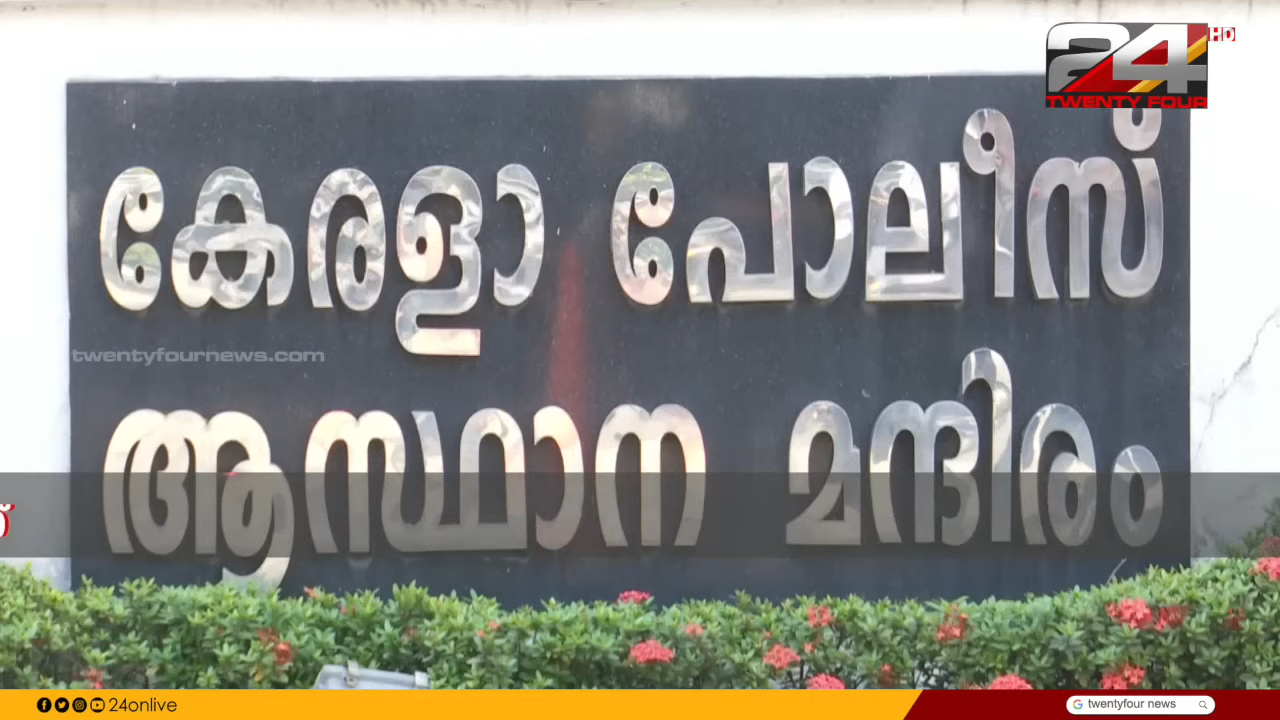 24 HD
TWENTY FOUR
കേരളാ പോലീസ്
twentyfournews.com
ആസ്ഥാന മന്ദിരം
24onlive
twentyfour news